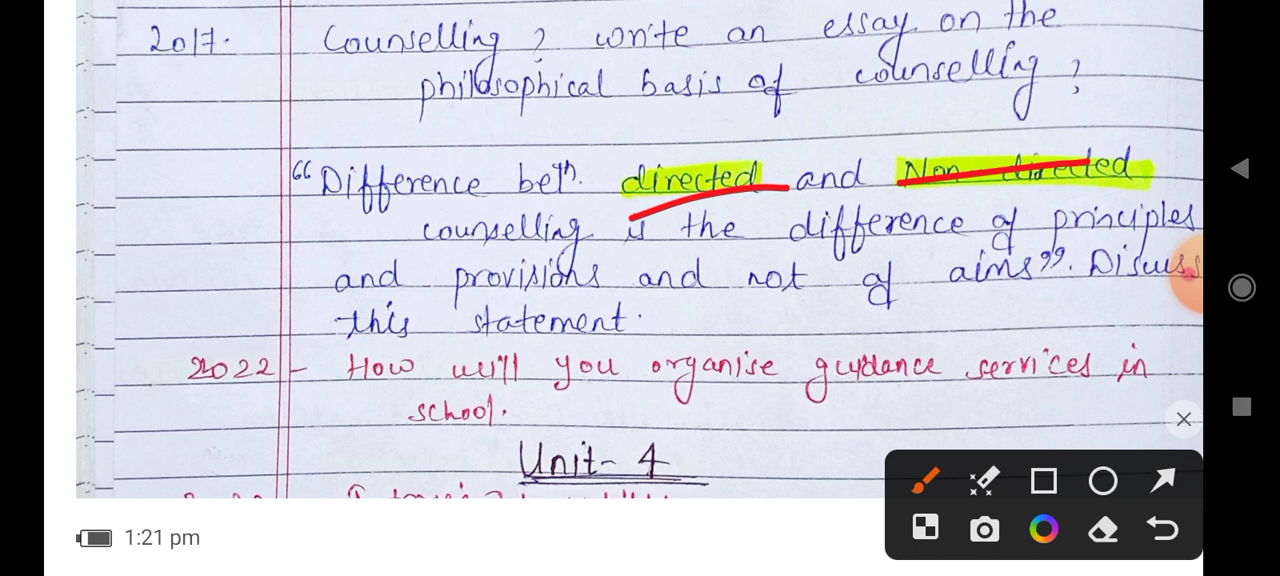 2017. Counselling ? write an essay on the
philosophical basis of counselling ?
“ Difference betn. directed and Non-directed
counselling is the difference of principles
and provisions and not of aims”. Discuss
this statement.
2022 - How will you organise guidance services in
school.
Unit- 4
1:21 pm